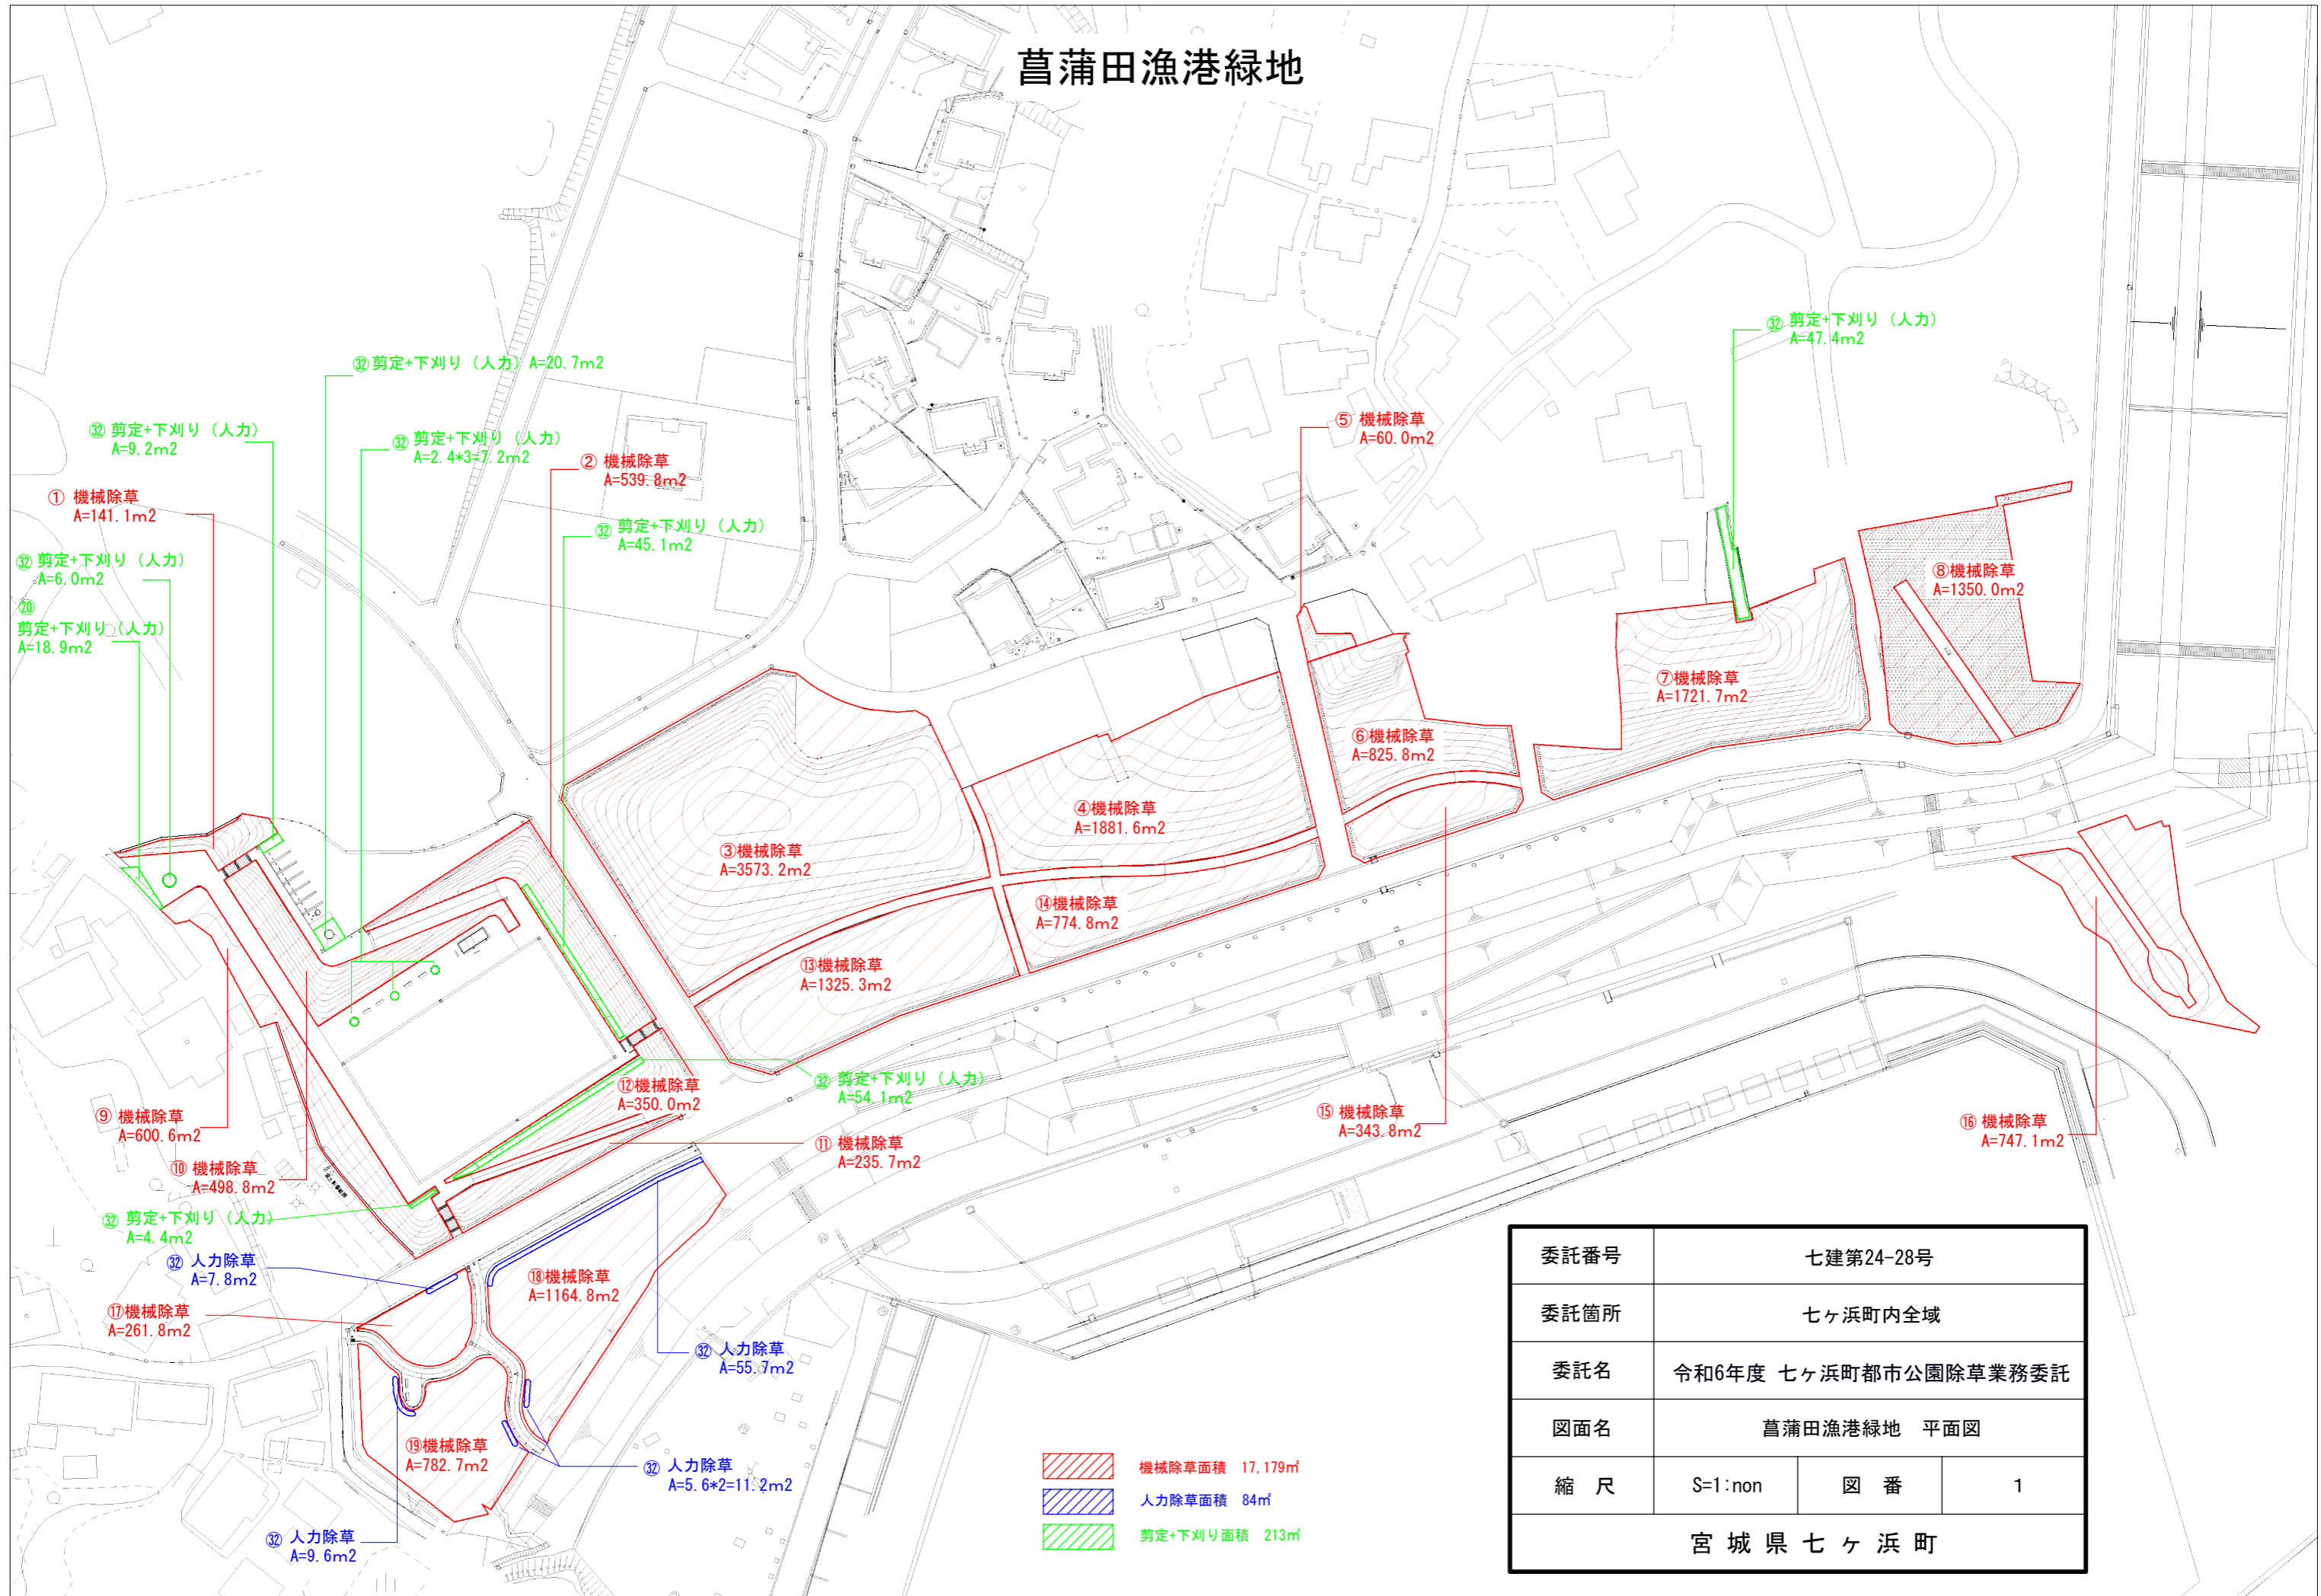 菖蒲田漁港緑地
㉜ 剪定+下刈り（人力）
A=47.4m2
㉜ 剪定+下刈り（人力） A=20.7m2
㉜ 剪定+下刈り（人力）
A=9.2m2
㉜ 剪定+下刈り（人力）
A=2.4*3=7.2m2
⑤ 機械除草
A=60.0m2
② 機械除草
A=539.8m2
① 機械除草
A=141.1m2
㉜ 剪定+下刈り（人力）
A=45.1m2
㉜ 剪定+下刈り（人力）
A=6.0m2
⑳
剪定+下刈り（人力）
A=18.9m2
⑧機械除草
A=1350.0m2
⑦機械除草
A=1721.7m2
⑥機械除草
A=825.8m2
④機械除草
A=1881.6m2
③機械除草
A=3573.2m2
⑭機械除草
A=774.8m2
⑬機械除草
A=1325.3m2
⑫機械除草
A=350.0m2
㉜ 剪定+下刈り（人力）
A=54.1m2
⑨ 機械除草
A=600.6m2
⑮ 機械除草
A=343.8m2
⑯ 機械除草
A=747.1m2
⑪ 機械除草
A=235.7m2
⑩ 機械除草
A=498.8m2
㉜ 剪定+下刈り（人力）
A=4.4m2
㉜ 人力除草
A=7.8m2
⑱機械除草
A=1164.8m2
⑰機械除草
A=261.8m2
㉜ 人力除草
A=55.7m2
⑲機械除草
A=782.7m2
㉜ 人力除草
A=5.6*2=11.2m2
㉜ 人力除草
A=9.6m2
機械除草面積 17,179㎡
人力除草面積 84㎡
剪定+下刈り面積 213㎡
委託番号 七建第24-28号
委託箇所 七ヶ浜町内全域
委託名 令和6年度 七ヶ浜町都市公園除草業務委託
図面名 菖蒲田漁港緑地 平面図
縮 尺 S=1:non 図 番 1
宮城県七ヶ浜町